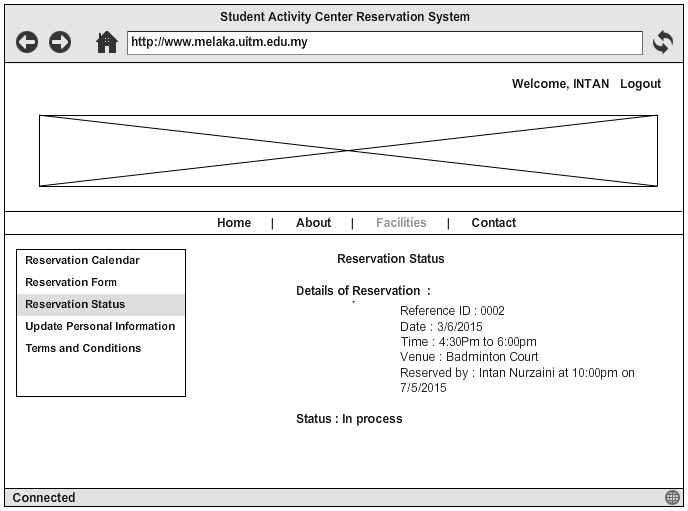 Student Activity Center Reservation System
http://www.melaka.uitm.edu.my
Welcome, INTAN Logout
Home | About | Facilities | Contact
Reservation Calendar
Reservation Form
Reservation Status
Update Personal Information
Terms and Conditions
Reservation Status
Details of Reservation :
Reference ID : 0002
Date : 3/6/2015
Time : 4:30Pm to 6:00pm
Venue : Badminton Court
Reserved by : Intan Nurzaini at 10:00pm on
7/5/2015
Status : In process
Connected